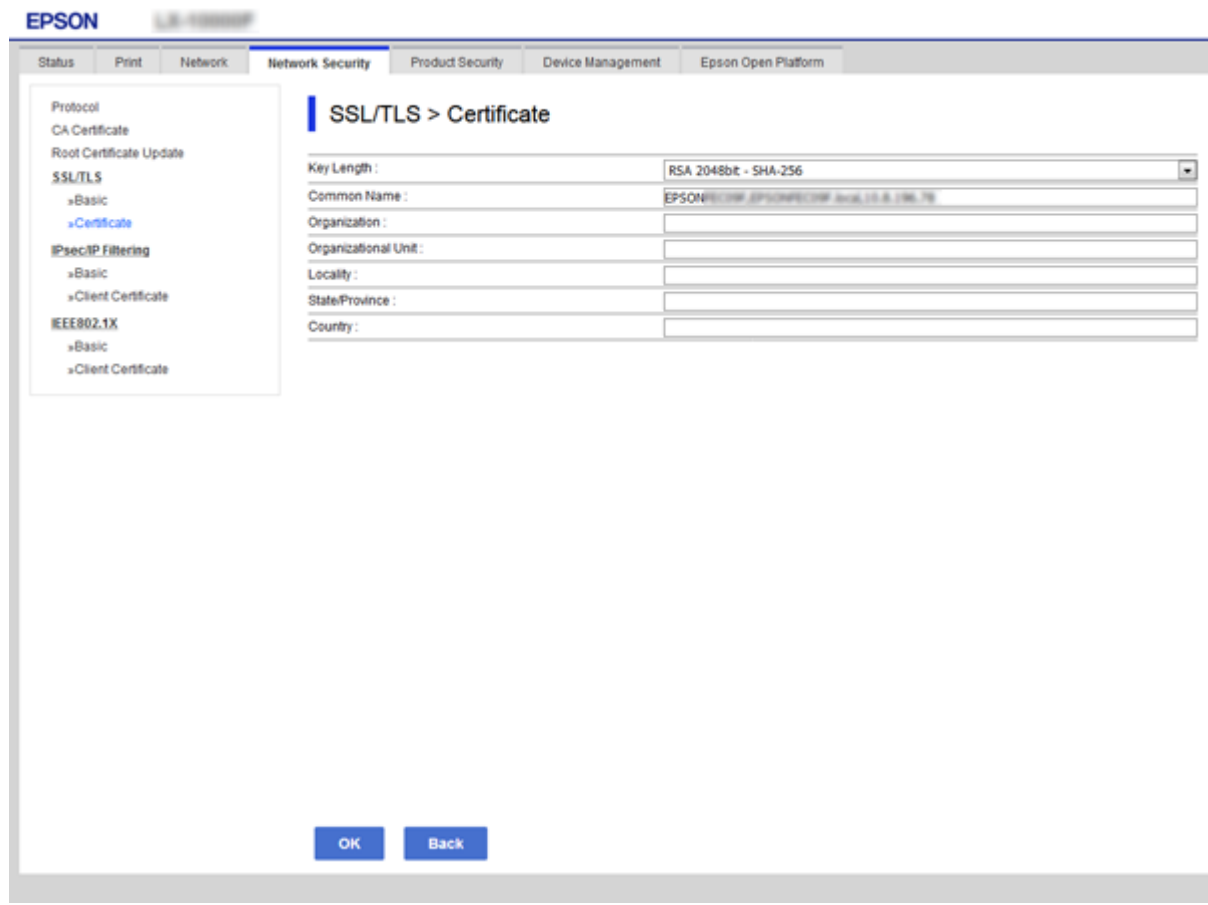 EPSON
Status Print Network Network Security Product Security Device Management Epson Open Platform
Protocol
CA Certificate
Root Certificate Update
SSL/TLS
»Basic
»Certificate
IPsec/IP Filtering
»Basic
»Client Certificate
IEEE802.1X
»Basic
»Client Certificate
SSL/TLS > Certificate
Key Length : RSA 2048bit - SHA-256
Common Name : EPSON
Organization :
Organizational Unit :
Locality :
State/Province :
Country :
OK Back